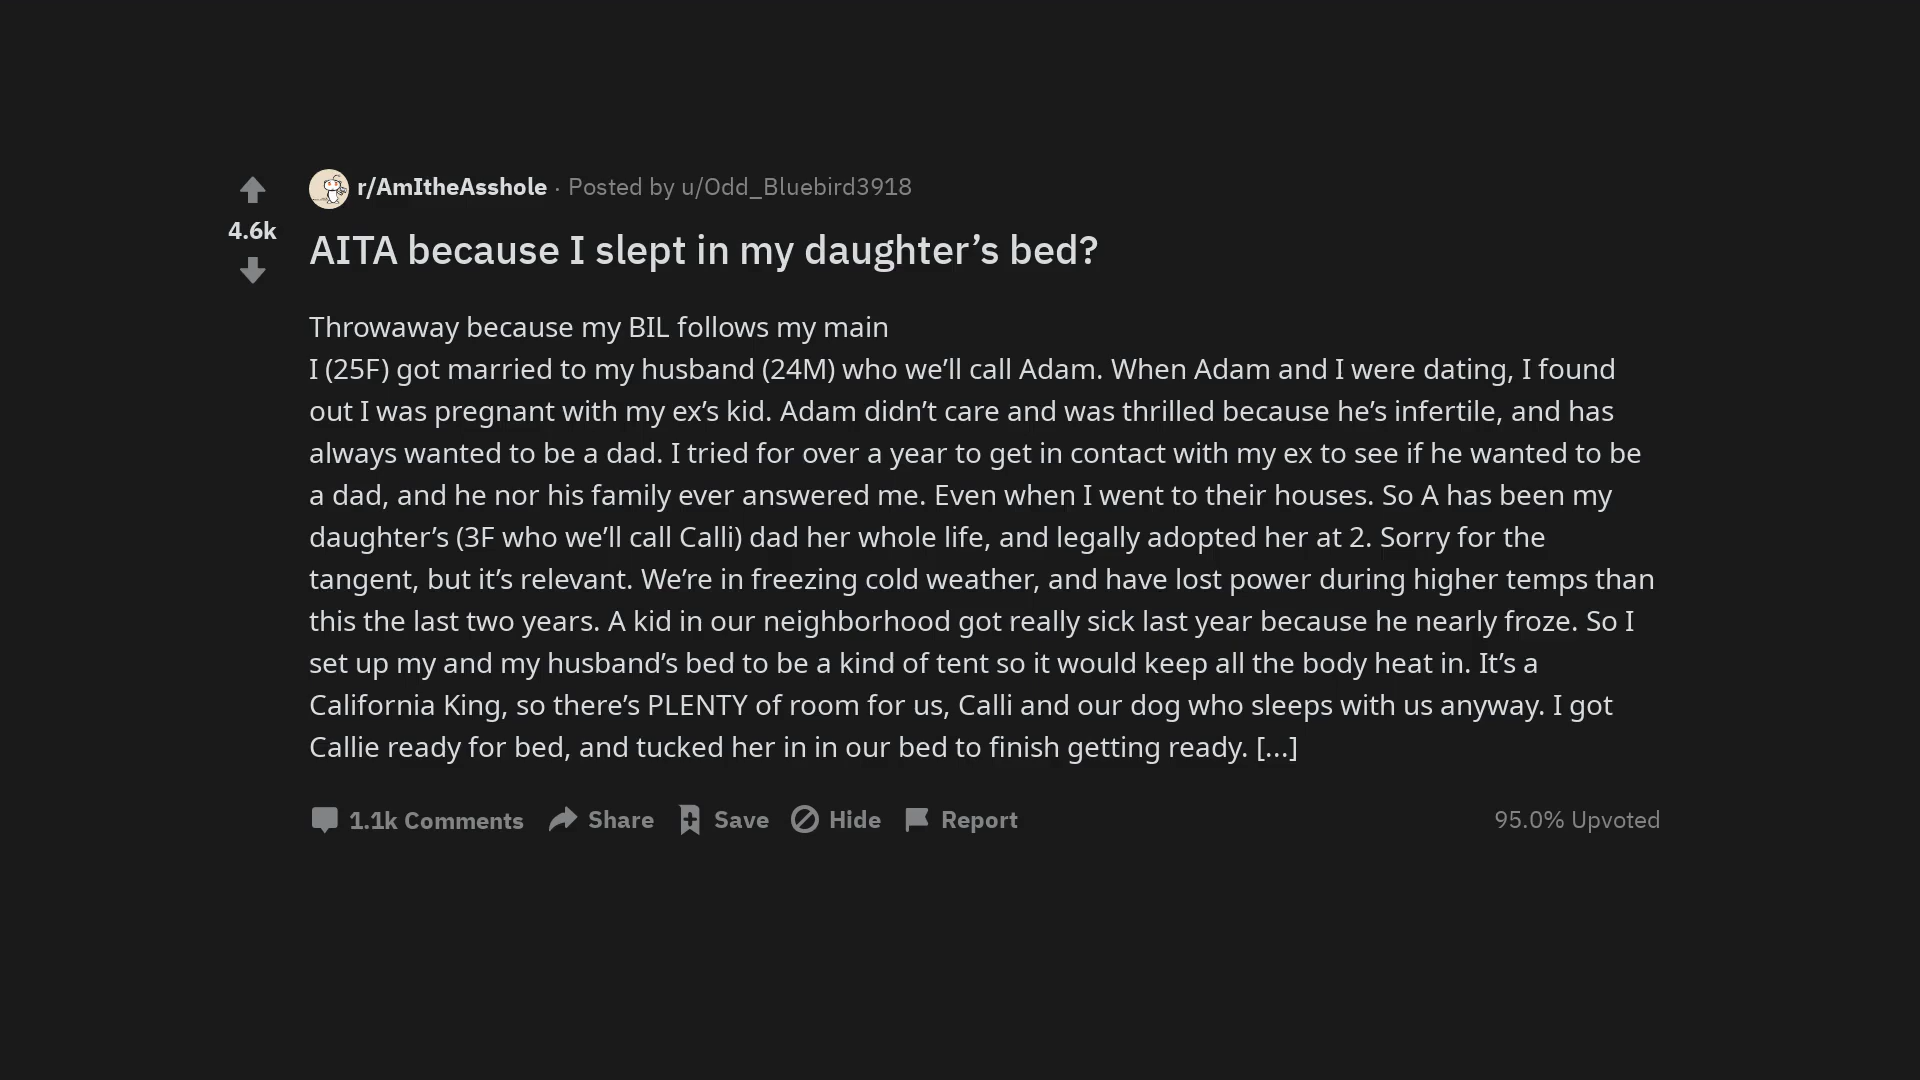 r/AmItheAsshole · Posted by u/Odd_Bluebird3918
4.6k
AITA because I slept in my daughter’s bed?
Throwaway because my BIL follows my main
I (25F) got married to my husband (24M) who we’ll call Adam. When Adam and I were dating, I found
out I was pregnant with my ex’s kid. Adam didn’t care and was thrilled because he’s infertile, and has
always wanted to be a dad. I tried for over a year to get in contact with my ex to see if he wanted to be
a dad, and he nor his family ever answered me. Even when I went to their houses. So A has been my
daughter’s (3F who we’ll call Calli) dad her whole life, and legally adopted her at 2. Sorry for the
tangent, but it’s relevant. We’re in freezing cold weather, and have lost power during higher temps than
this the last two years. A kid in our neighborhood got really sick last year because he nearly froze. So I
set up my and my husband’s bed to be a kind of tent so it would keep all the body heat in. It’s a
California King, so there’s PLENTY of room for us, Calli and our dog who sleeps with us anyway. I got
Callie ready for bed, and tucked her in in our bed to finish getting ready. [...]
1.1k Comments Share Save Hide Report 95.0% Upvoted